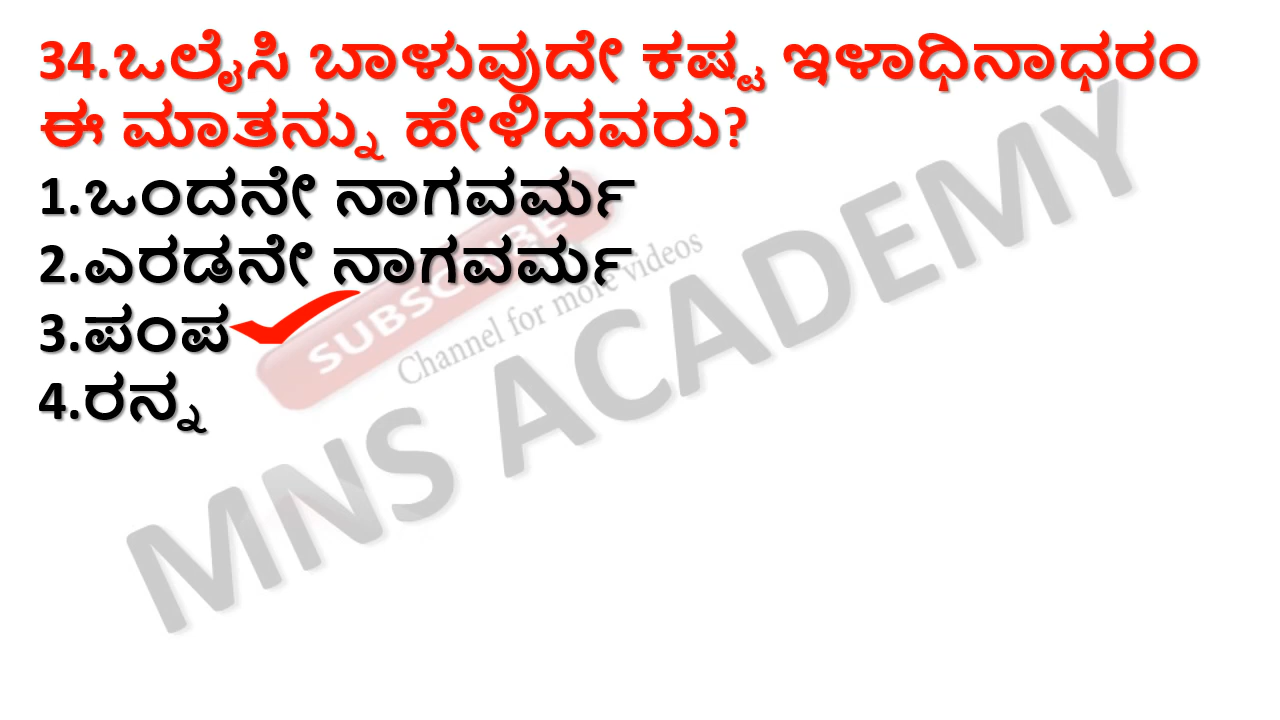 34.ಒಲೈಸಿ ಬಾಳುವುದೇ ಕಷ್ಟ ಇಳಾಧಿನಾಥರಂ
ಈ ಮಾತನ್ನು ಹೇಳಿದವರು?
1.ಒಂದನೇ ನಾಗವರ್ಮ
2.ಎರಡನೇ ನಾಗವರ್ಮ
3.ಪಂಪ
4.ರನ್ನ
SUBSCRIBE
Channel for more videos
MNS ACADEMY